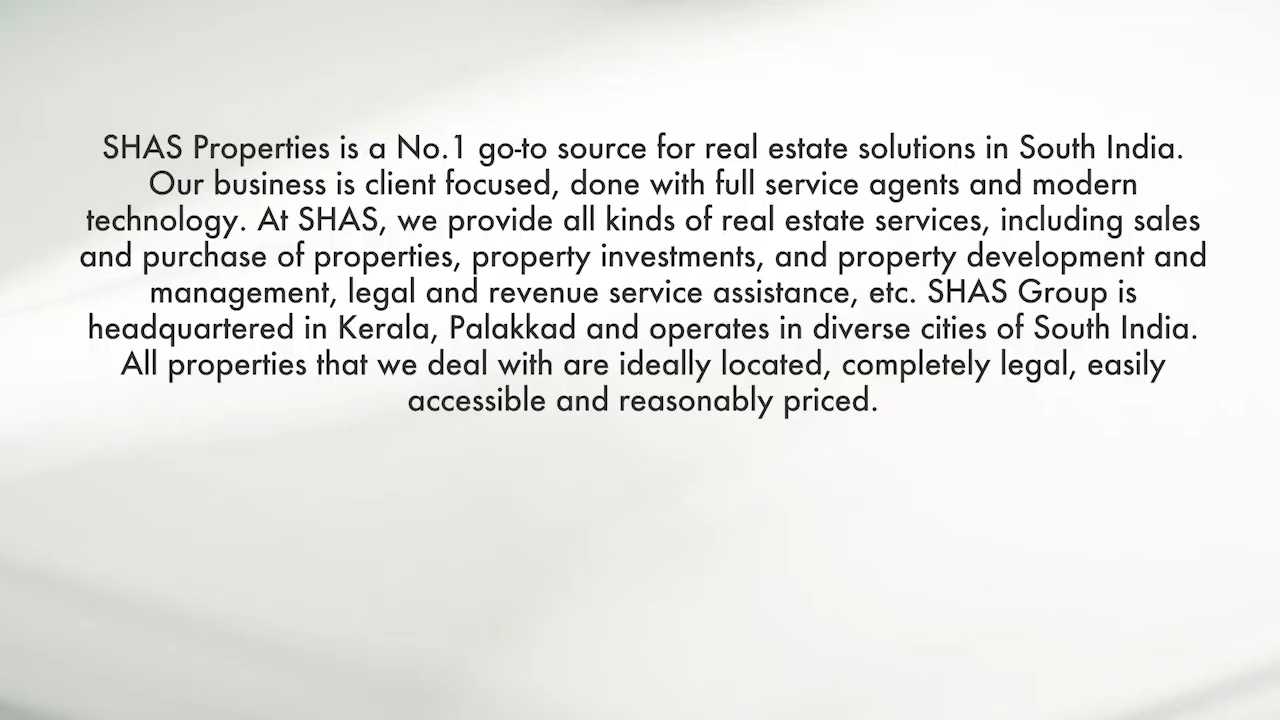 SHAS Properties is a No.1 go-to source for real estate solutions in South India.
Our business is client focused, done with full service agents and modern
technology. At SHAS, we provide all kinds of real estate services, including sales
and purchase of properties, property investments, and property development and
management, legal and revenue service assistance, etc. SHAS Group is
headquartered in Kerala, Palakkad and operates in diverse cities of South India.
All properties that we deal with are ideally located, completely legal, easily
accessible and reasonably priced.